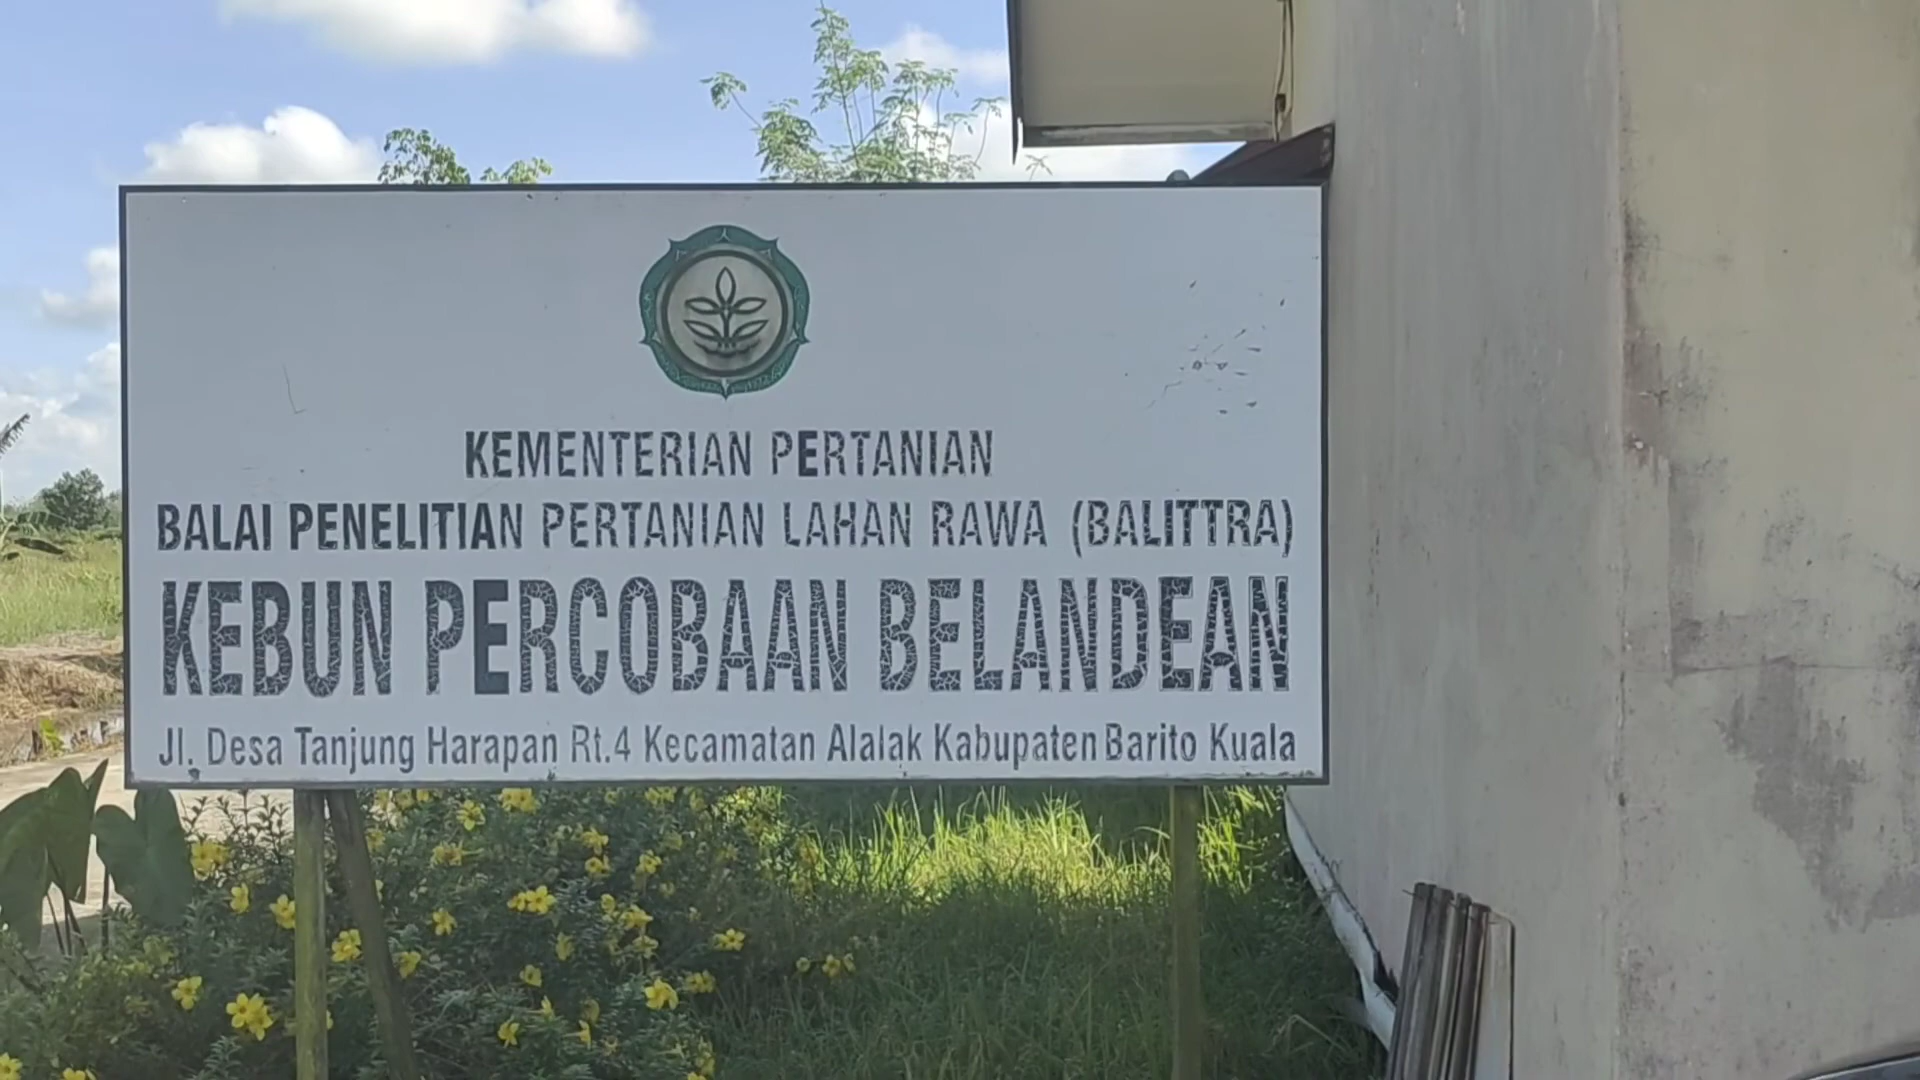 KEMENTERIAN PERTANIAN
BALAI PENELITIAN PERTANIAN LAHAN RAWA (BALITTRA)
KEBUN PERCOBAAN BELANDEAN
Jl. Desa Tanjung Harapan Rt.4 Kecamatan Alalak Kabupaten Barito Kuala